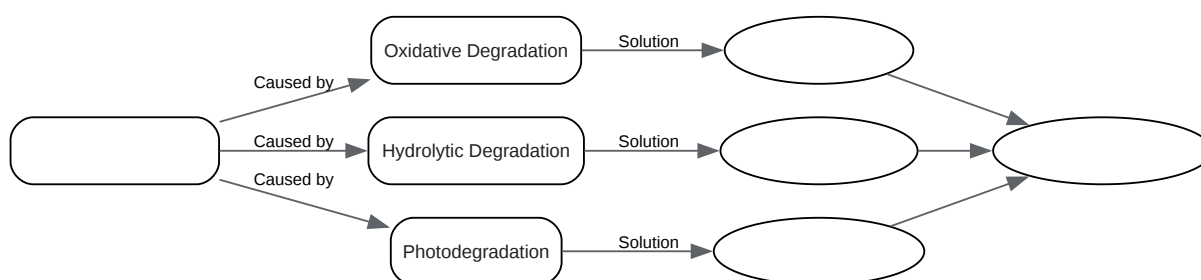 Oxidative Degradation
Solution
Caused by
Caused by
Hydrolytic Degradation
Solution
Caused by
Photodegradation
Solution